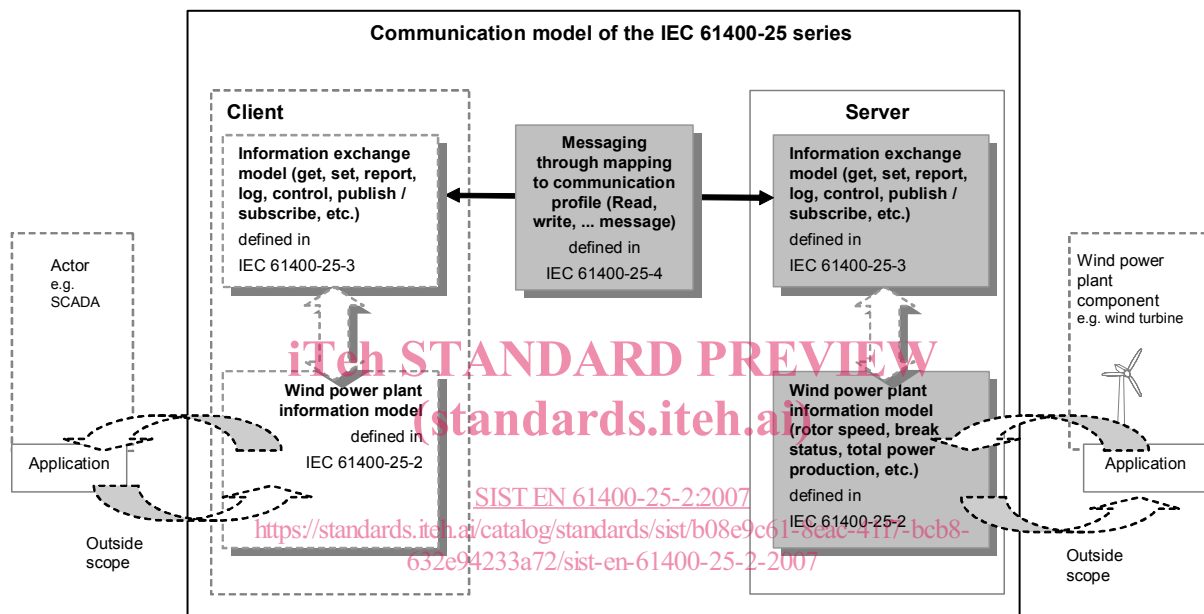 Communication model of the IEC 61400-25 series
Client
Information exchange
model (get, set, report,
log, control, publish /
subscribe, etc.)
defined in
IEC 61400-25-3
Messaging
through mapping
to communication
profile (Read,
write, ... message)
defined in
IEC 61400-25-4
Server
Information exchange
model (get, set, report,
log, control, publish /
subscribe, etc.)
defined in
IEC 61400-25-3
Actor
e.g.
SCADA
Wind power
plant
component
e.g. wind turbine
iTeh STANDARD PREVIEW
(standards.iteh.ai)
Wind power plant
information model
defined in
IEC 61400-25-2
Wind power plant
information model
(rotor speed, break
status, total power
production, etc.)
defined in
IEC 61400-25-2
Application
Application
SIST EN 61400-25-2:2007
https://standards.iteh.ai/catalog/standards/sist/b08e9c61-8eac-41f7-bcb8-
632e94233a72/sist-en-61400-25-2-2007
Outside
scope
Outside
scope